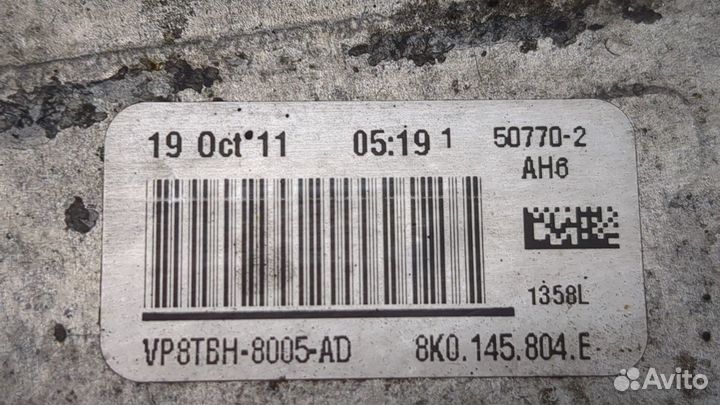 19 Oct 11 05:19 1 50770-2
AH6
1358L
VP8TBH-8005-AD 8K0.145.804.E
Avito